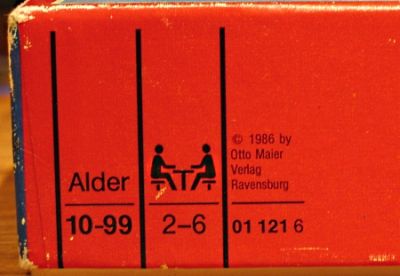 Alder
10-99
2-6
© 1986 by
Otto Maier
Verlag
Ravensburg
01 121 6